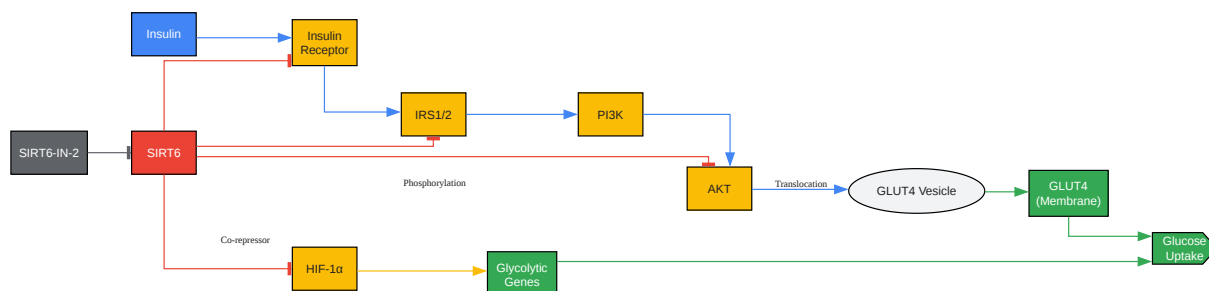 Insulin
Insulin
Receptor
IRS1/2
PI3K
SIRT6-IN-2
SIRT6
Phosphorylation
AKT
Translocation
GLUT4 Vesicle
GLUT4
(Membrane)
Co-repressor
HIF-1α
Glycolytic
Genes
Glucose
Uptake